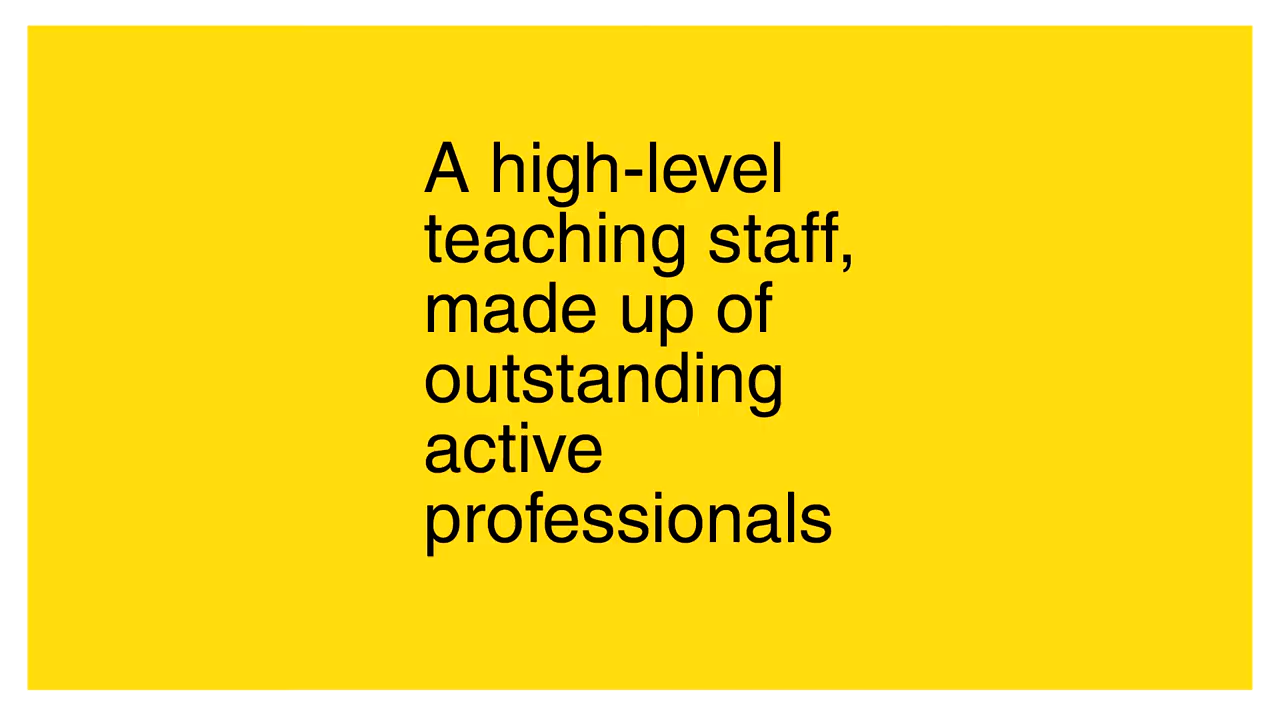 A high-level
teaching staff,
made up of
outstanding
active
professionals